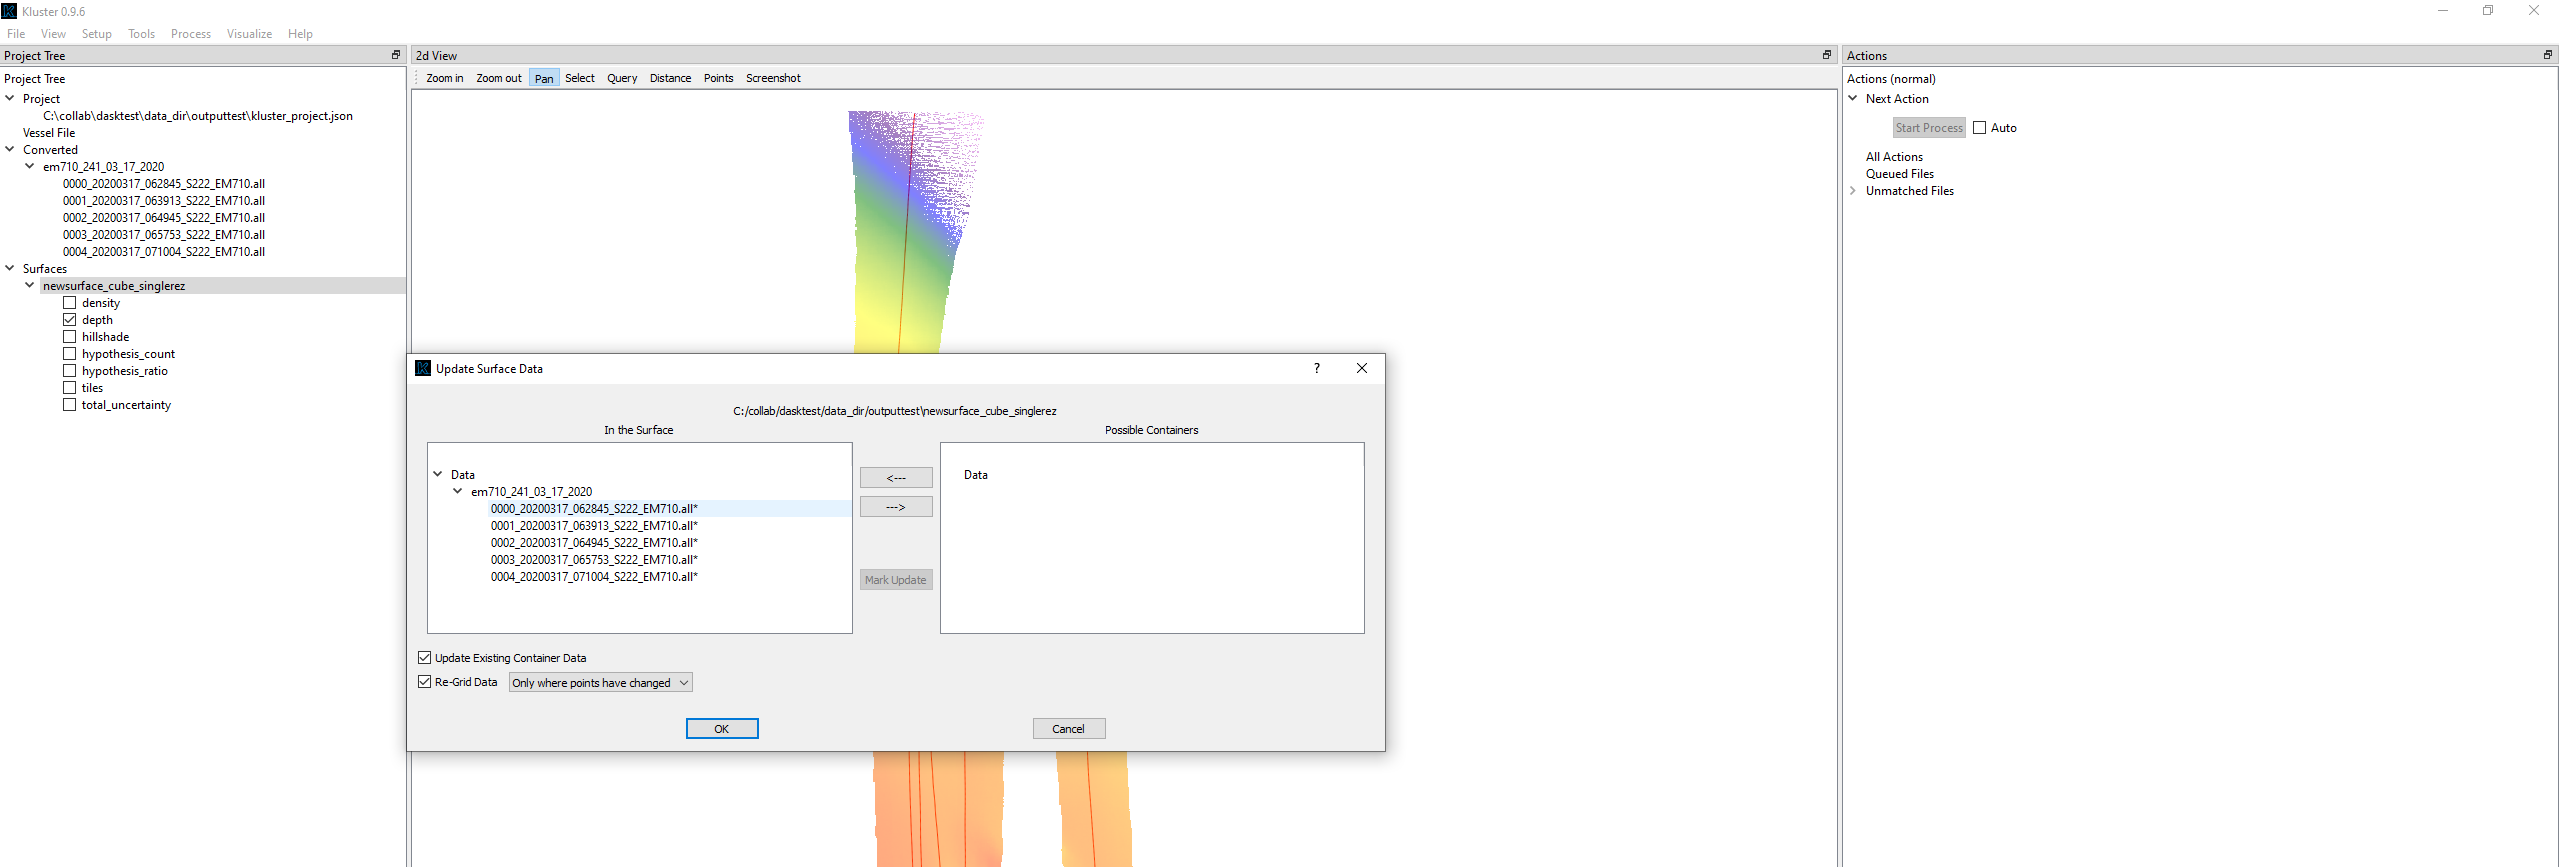 Kluster 0.9.6
File View Setup Tools Process Visualize Help
Project Tree
Project Tree
Project
C:\collab\dasktest\data_dir\outputtest\kluster_project.json
Vessel File
Converted
em710_241_03_17_2020
0000_20200317_062845_S222_EM710.all
0001_20200317_063913_S222_EM710.all
0002_20200317_064945_S222_EM710.all
0003_20200317_065753_S222_EM710.all
0004_20200317_071004_S222_EM710.all
Surfaces
newsurface_cube_singlerez
density
depth
hillshade
hypothesis_count
hypothesis_ratio
tiles
total_uncertainty
2d View
Zoom in Zoom out Pan Select Query Distance Points Screenshot
Update Surface Data ?
C:/collab/dasktest/data_dir/outputtest\newsurface_cube_singlerez
In the Surface
Data
em710_241_03_17_2020
0000_20200317_062845_S222_EM710.all*
0001_20200317_063913_S222_EM710.all*
0002_20200317_064945_S222_EM710.all*
0003_20200317_065753_S222_EM710.all*
0004_20200317_071004_S222_EM710.all*
<---
--->
Mark Update
Possible Containers
Data
Update Existing Container Data
Re-Grid Data Only where points have changed
OK Cancel
Actions
Actions (normal)
Next Action
Start Process Auto
All Actions
Queued Files
Unmatched Files